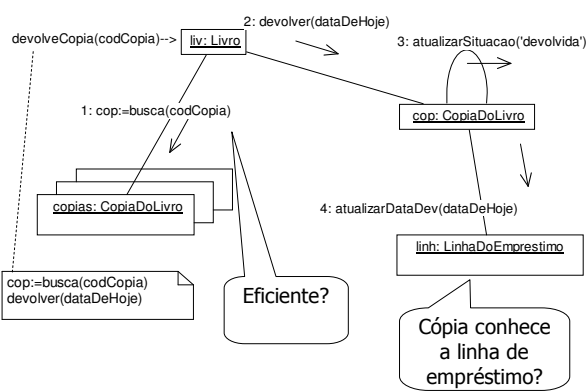 2: devolver(dataDeHoje)
devolveCopia(codCopia)-->
liv: Livro
3: atualizarSituacao('devolvida')
1: cop:=busca(codCopia)
cop: CopiaDoLivro
copias: CopiaDoLivro
4: atualizarDataDev(dataDeHoje)
linh: LinhaDoEmprestimo
cop:=busca(codCopia)
devolver(dataDeHoje)
Eficiente?
Cópia conhece
a linha de
empréstimo?